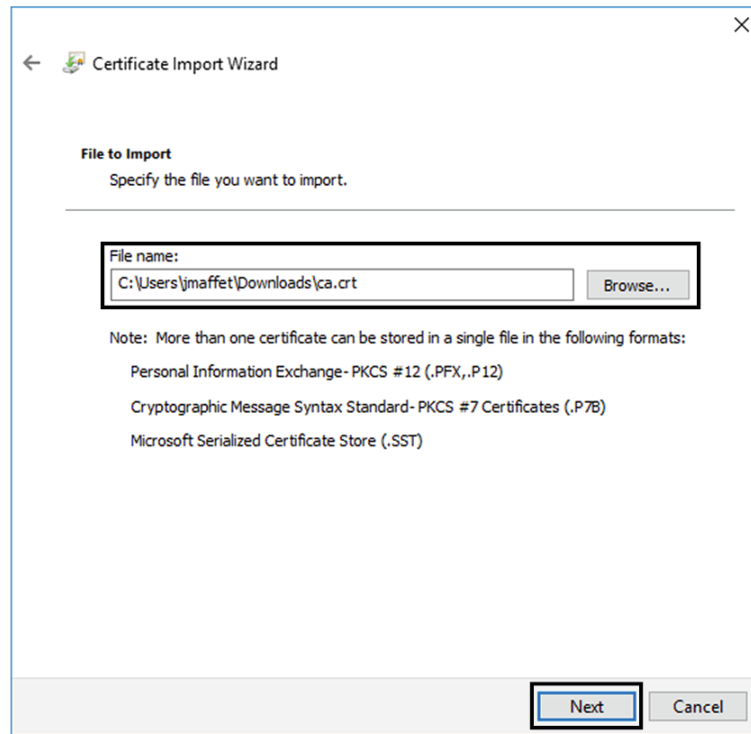 Certificate Import Wizard
File to Import
Specify the file you want to import.
File name:
C:\Users\jmaffet\Downloads\ca.crt
Browse...
Note: More than one certificate can be stored in a single file in the following formats:
Personal Information Exchange- PKCS #12 (.PFX,.P12)
Cryptographic Message Syntax Standard- PKCS #7 Certificates (.P7B)
Microsoft Serialized Certificate Store (.SST)
Next
Cancel